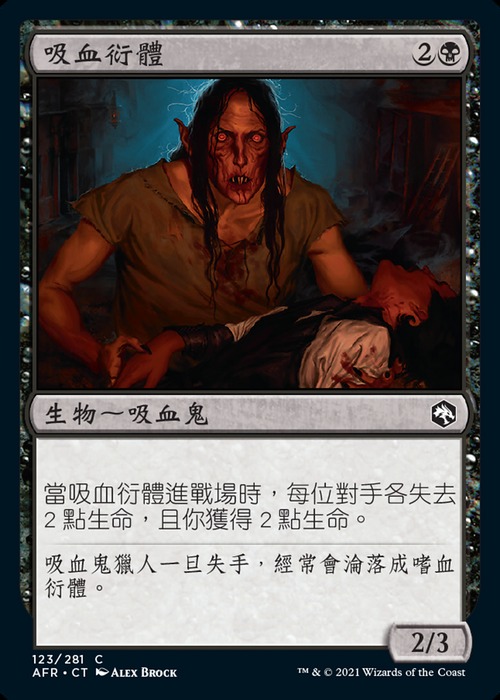 吸血衍體 2
生物～吸血鬼
當吸血衍體進戰場時，每位對手各失去
2 點生命，且你獲得 2 點生命。
吸血鬼獵人一旦失手，經常會淪落成嗜血
衍體。
2/3
123/281 C
AFR • CT ALEX BROCK
™ & © 2021 Wizards of the Coast